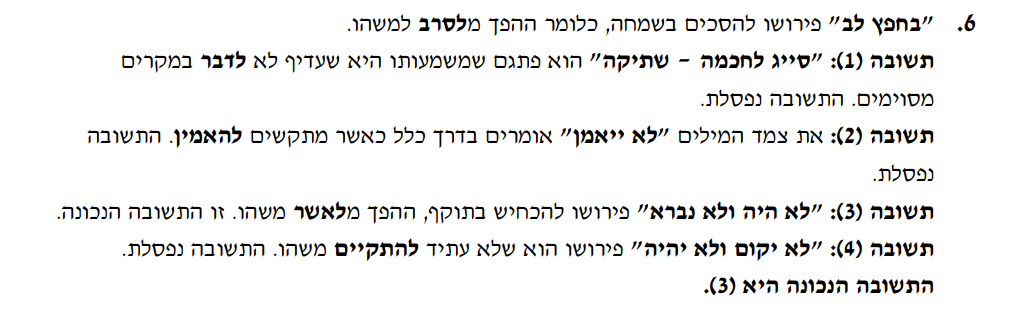 6. "בחפץ לב" פירושו להסכים בשמחה, כלומר ההפך מלסרב למשהו.
תשובה (1): "סייג לחכמה – שתיקה" הוא פתגם שמשמעותו היא שעדיף לא לדבר במקרים
מסוימים. התשובה נפסלת.
תשובה (2): את צמד המילים "לא ייאמן" אומרים בדרך כלל כאשר מתקשים להאמין. התשובה
נפסלת.
תשובה (3): "לא היה ולא נברא" פירושו להכחיש בתוקף, ההפך מלאשר משהו. זו התשובה הנכונה.
תשובה (4): "לא יקום ולא יהיה" פירושו הוא שלא עתיד להתקיים משהו. התשובה נפסלת.
התשובה הנכונה היא (3).